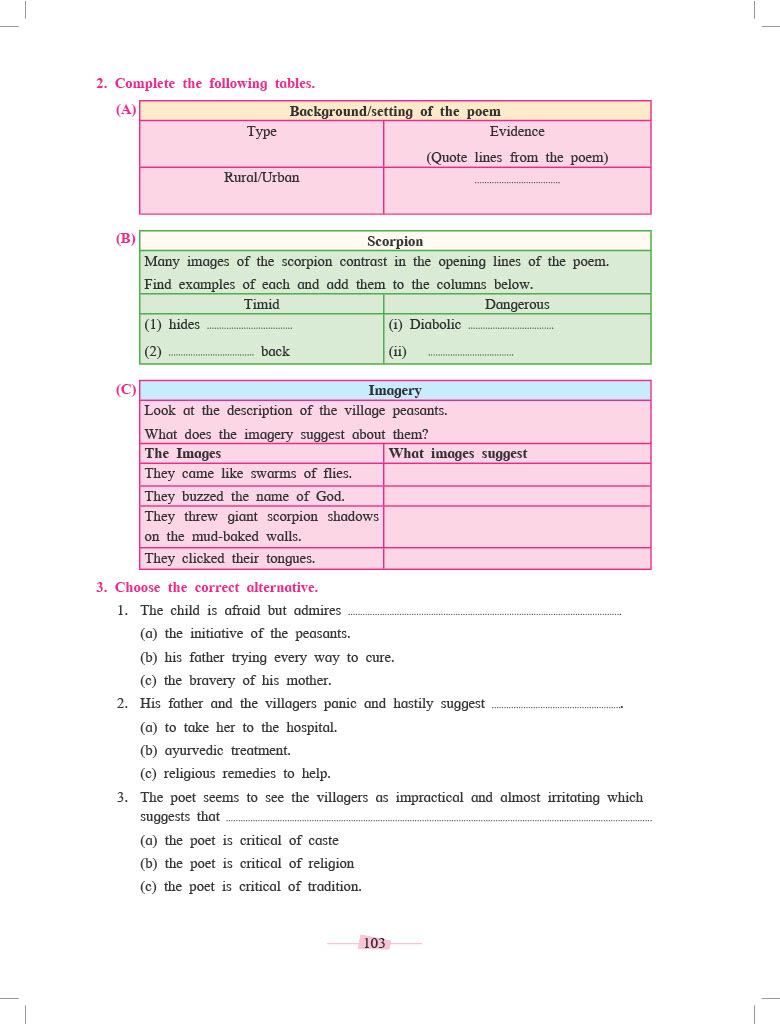 2. Complete the following tables.
(A) Background/setting of the poem
Type Evidence
(Quote lines from the poem)
Rural/Urban ...................................
(B) Scorpion
Many images of the scorpion contrast in the opening lines of the poem.
Find examples of each and add them to the columns below.
Timid Dangerous
(1) hides ................................... (i) Diabolic ...................................
(2) ................................... back (ii) ...................................
(C) Imagery
Look at the description of the village peasants.
What does the imagery suggest about them?
The Images What images suggest
They came like swarms of flies.
They buzzed the name of God.
They threw giant scorpion shadows
on the mud-baked walls.
They clicked their tongues.
3. Choose the correct alternative.
1. The child is afraid but admires ...................................
(a) the initiative of the peasants.
(b) his father trying every way to cure.
(c) the bravery of his mother.
2. His father and the villagers panic and hastily suggest ...................................
(a) to take her to the hospital.
(b) ayurvedic treatment.
(c) religious remedies to help.
3. The poet seems to see the villagers as impractical and almost irritating which
suggests that ...................................
(a) the poet is critical of caste
(b) the poet is critical of religion
(c) the poet is critical of tradition.
103